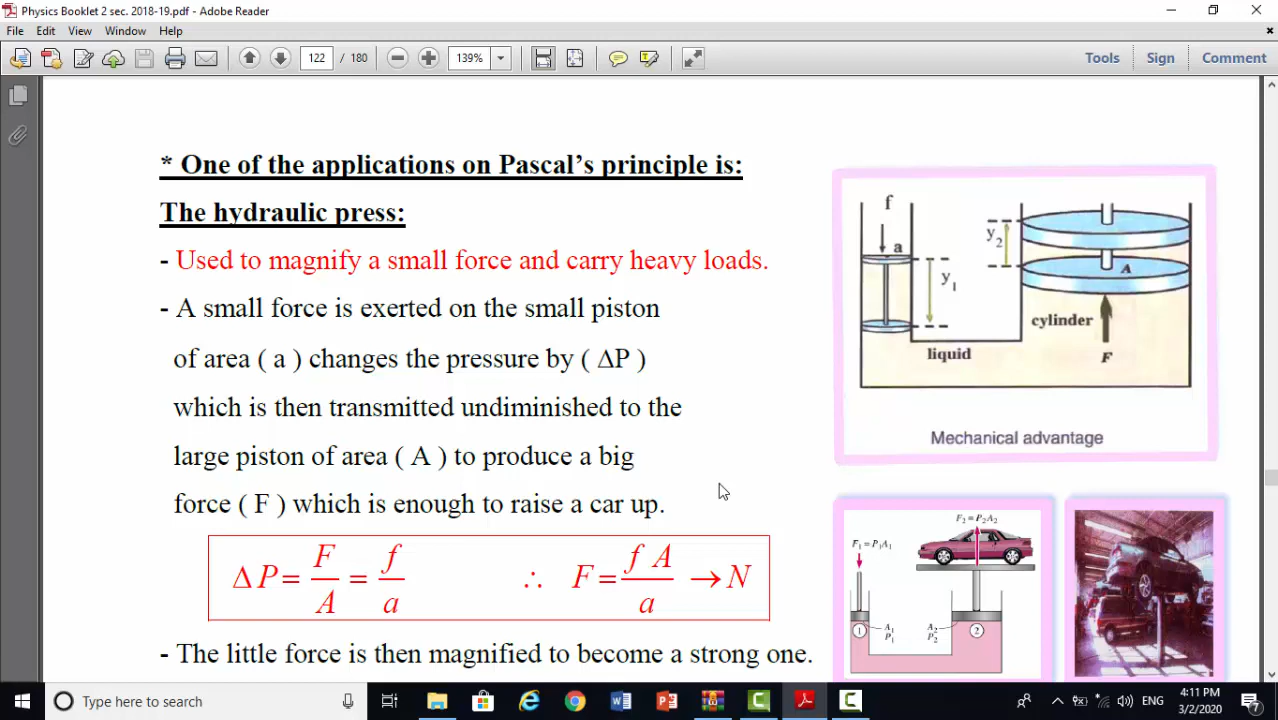 Physics Booklet 2 sec. 2018-19.pdf - Adobe Reader
File Edit View Window Help
122 / 180 139% Tools Sign Comment
* One of the applications on Pascal's principle is:
The hydraulic press:
- Used to magnify a small force and carry heavy loads.
- A small force is exerted on the small piston
of area ( a ) changes the pressure by ( ΔP )
which is then transmitted undiminished to the
large piston of area ( A ) to produce a big
force ( F ) which is enough to raise a car up.
Δ P = F/A = f/a ∴ F = f A/a → N
- The little force is then magnified to become a strong one.
f
a
y1
y2
A
cylinder
F
liquid
Mechanical advantage
F2 = P2A2
F1 = P1A1
A1
P1
A2
P2
1
2
Type here to search
ENG
4:11 PM
3/2/2020
7